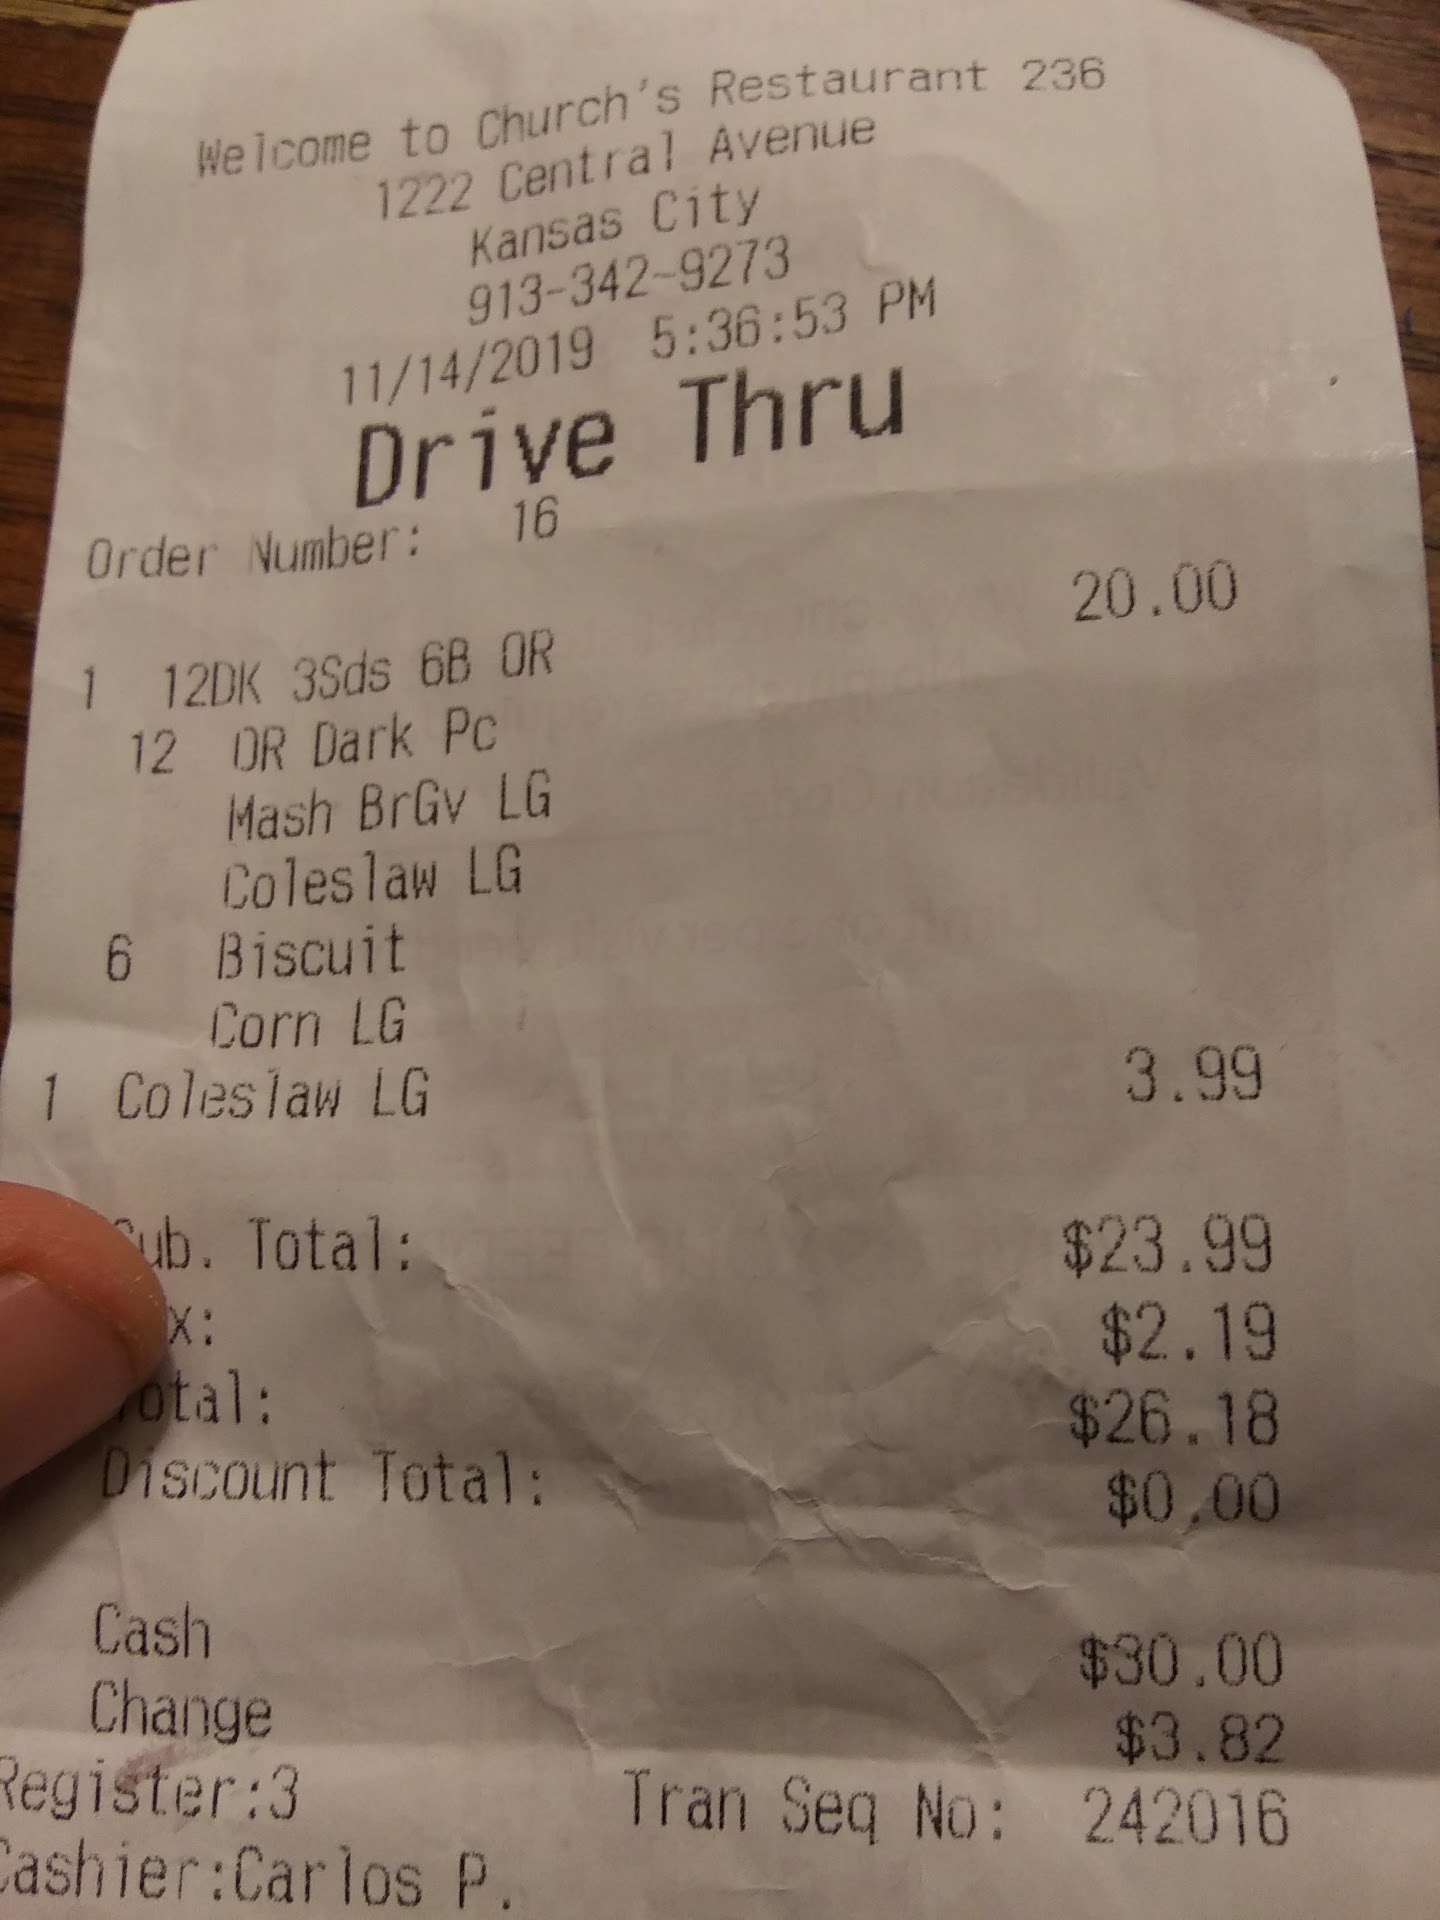 Welcome to Church's Restaurant 236
1222 Central Avenue
Kansas City
913-342-9273
11/14/2019 5:36:53 PM
Drive Thru
Order Number: 16
1 12DK 3Sds 6B OR 20.00
12 OR Dark Pc
Mash BrGv LG
Coleslaw LG
6 Biscuit
Corn LG
1 Coleslaw LG 3.99
Sub. Total: $23.99
x: $2.19
Total: $26.18
Discount Total: $0.00
Cash $30.00
Change $3.82
Register:3 Tran Seq No: 242016
Cashier:Carlos P.